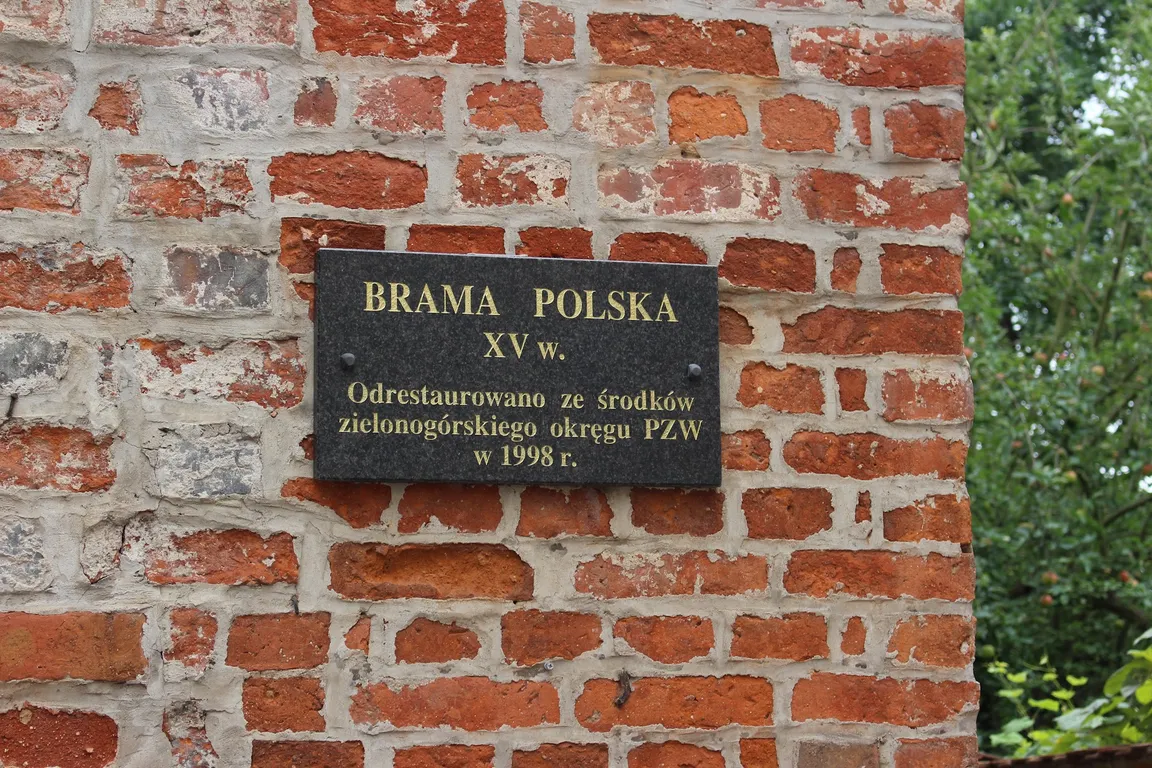 BRAMA POLSKA
XV w.
Odrestaurowano ze środków
zielonogórskiego okręgu PZW
w 1998 r.